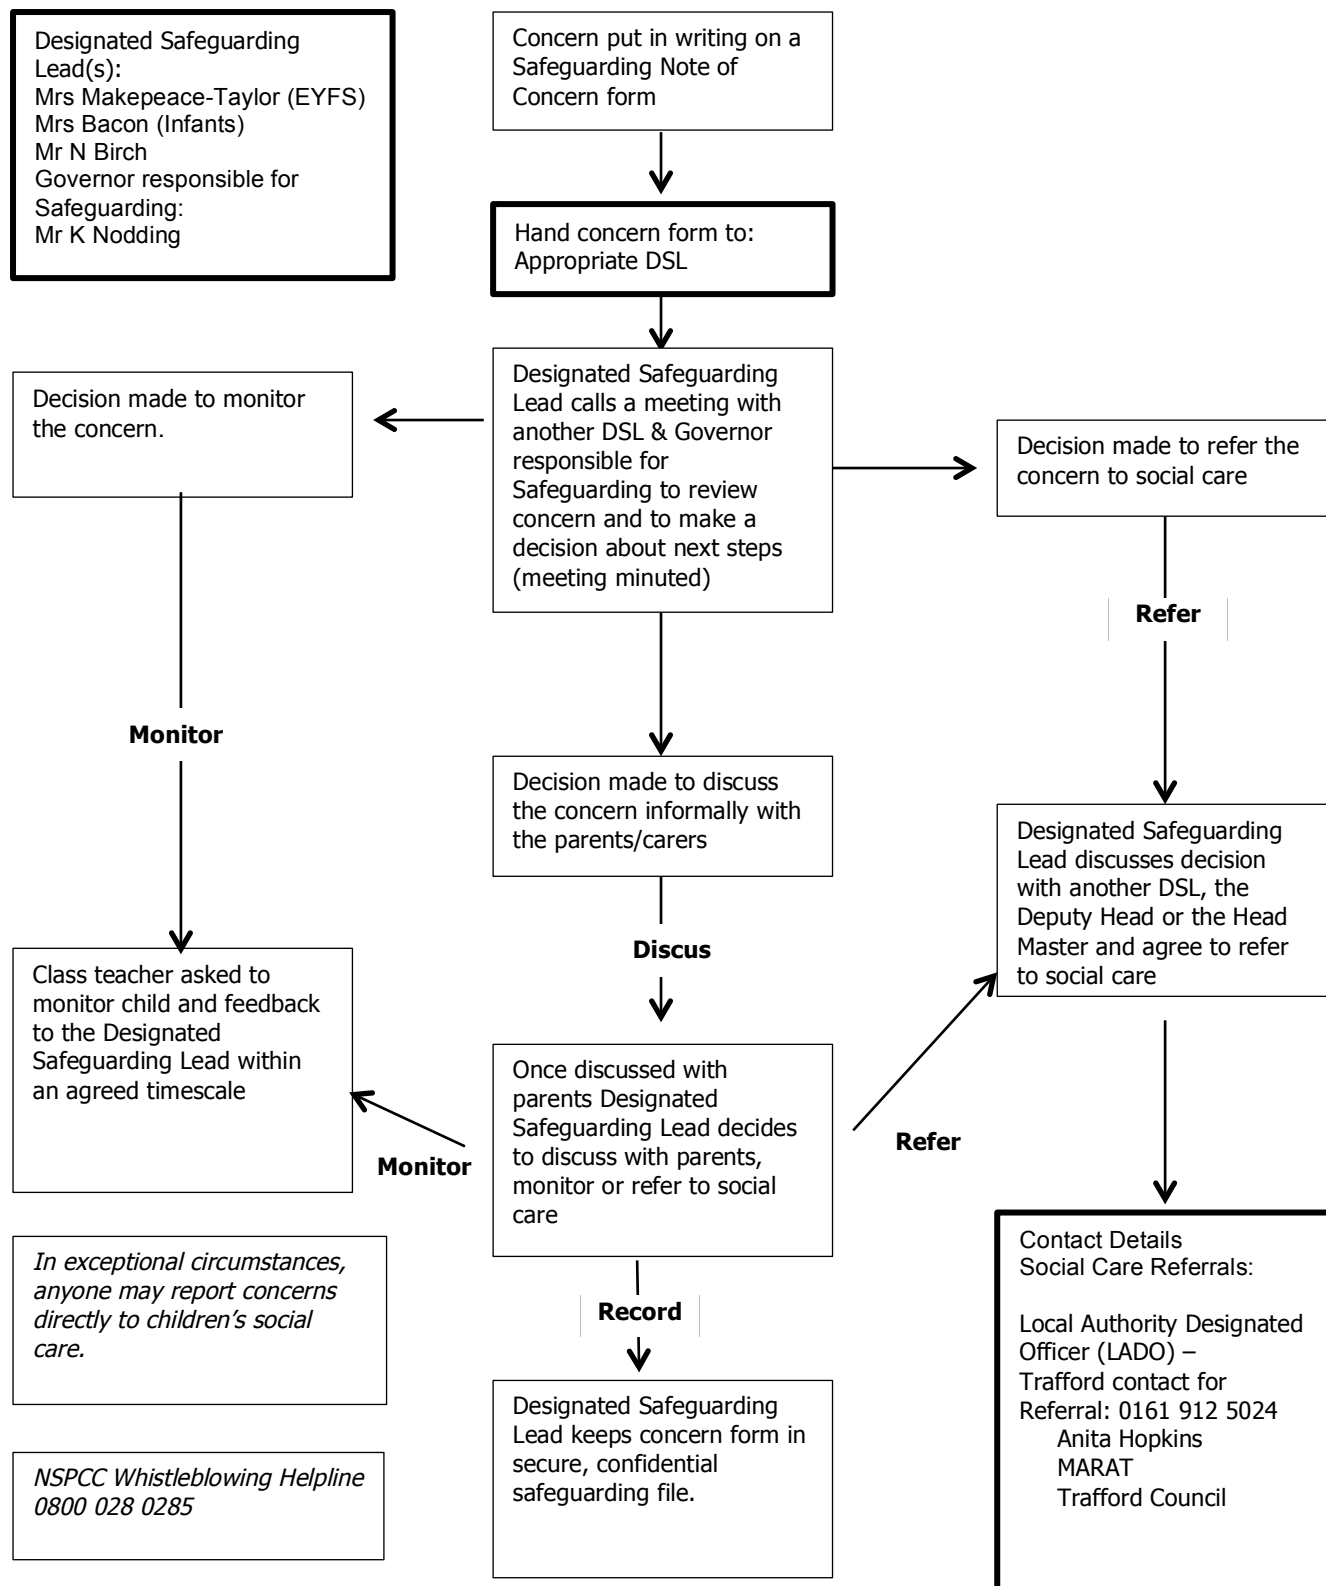 Designated Safeguarding
Lead(s):
Mrs Makepeace-Taylor (EYFS)
Mrs Bacon (Infants)
Mr N Birch
Governor responsible for
Safeguarding:
Mr K Nodding
Concern put in writing on a
Safeguarding Note of
Concern form
Hand concern form to:
Appropriate DSL
Decision made to monitor
the concern.
Designated Safeguarding
Lead calls a meeting with
another DSL & Governor
responsible for
Safeguarding to review
concern and to make a
decision about next steps
(meeting minuted)
Decision made to refer the
concern to social care
Refer
Monitor
Decision made to discuss
the concern informally with
the parents/carers
Designated Safeguarding
Lead discusses decision
with another DSL, the
Deputy Head or the Head
Master and agree to refer
to social care
Discus
Class teacher asked to
monitor child and feedback
to the Designated
Safeguarding Lead within
an agreed timescale
Once discussed with
parents Designated
Safeguarding Lead decides
to discuss with parents,
monitor or refer to social
care
Monitor
Refer
In exceptional circumstances,
anyone may report concerns
directly to children’s social
care.
Record
Contact Details
Social Care Referrals:
Local Authority Designated
Officer (LADO) –
Trafford contact for
Referral: 0161 912 5024
Anita Hopkins
MARAT
Trafford Council
Designated Safeguarding
Lead keeps concern form in
secure, confidential
safeguarding file.
NSPCC Whistleblowing Helpline
0800 028 0285